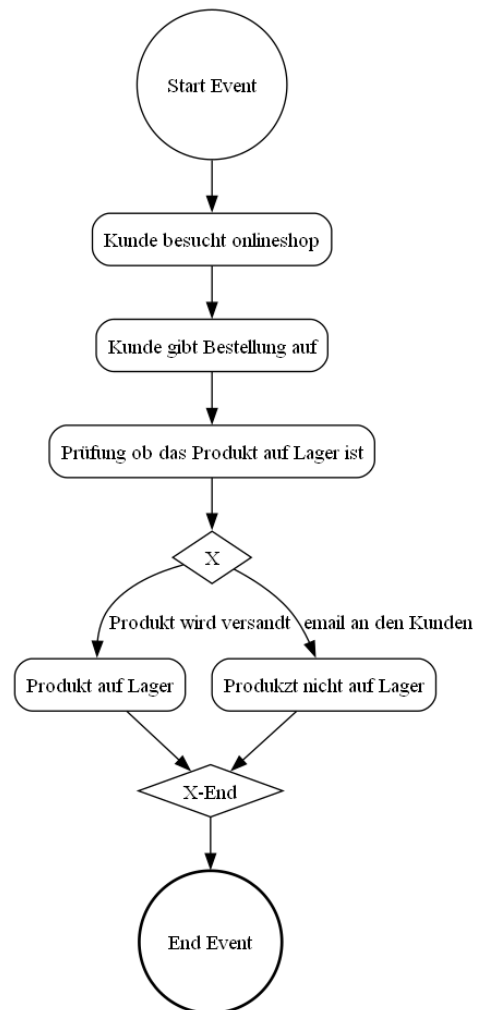 Start Event
Kunde besucht onlineshop
Kunde gibt Bestellung auf
Prüfung ob das Produkt auf Lager ist
X
Produkt wird versandt
email an den Kunden
Produkt auf Lager
Produkzt nicht auf Lager
X-End
End Event